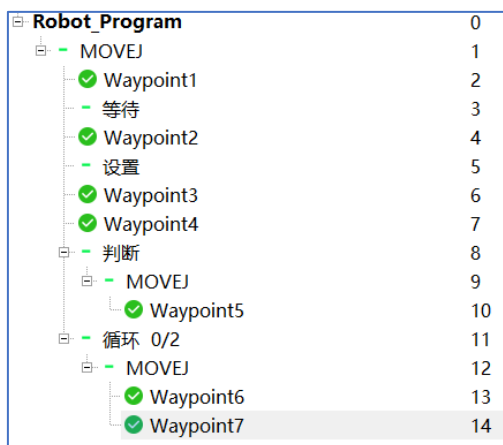 Robot_Program 0
MOVEJ 1
Waypoint1 2
等待 3
Waypoint2 4
设置 5
Waypoint3 6
Waypoint4 7
判断 8
MOVEJ 9
Waypoint5 10
循环 0/2 11
MOVEJ 12
Waypoint6 13
Waypoint7 14